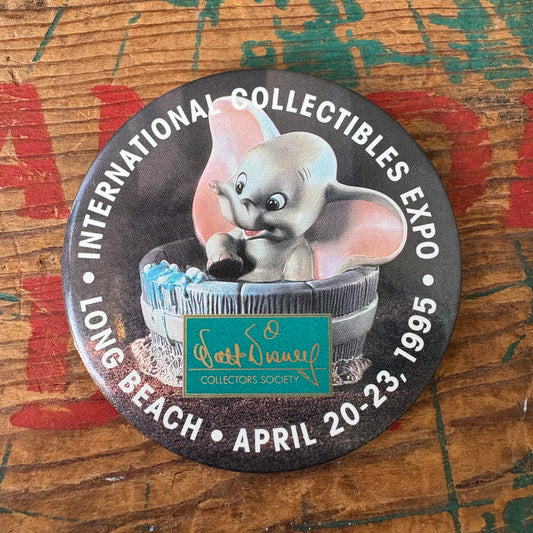 INTERNATIONAL COLLECTIBLES EXPO •
LONG BEACH • APRIL 20-23, 1995 •
Walt Disney
COLLECTORS SOCIETY